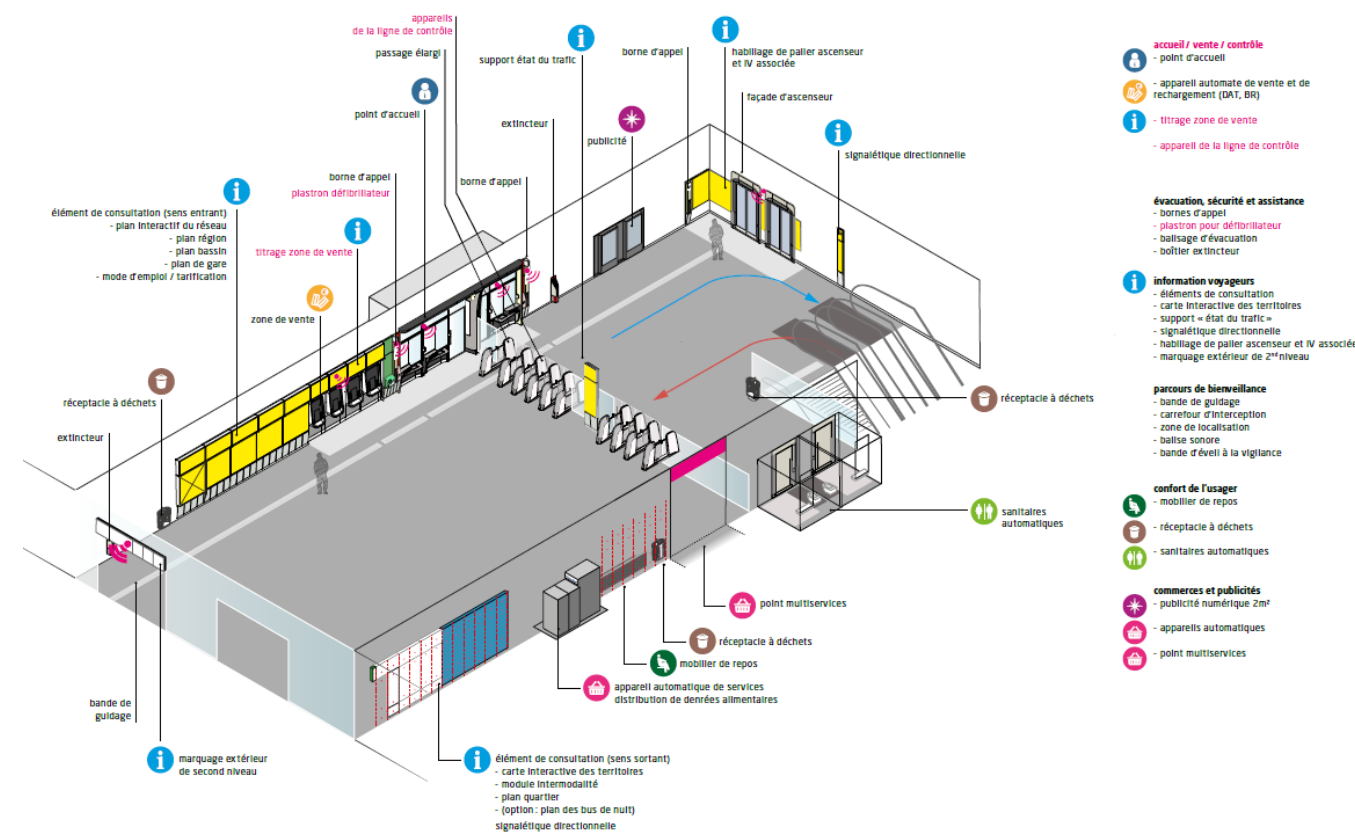 appareils
de la ligne de contrôle
passage élargi
point d'accueil
support état du trafic
extincteur
publicité
borne d'appel
habillage de palier ascenseur
et IV associée
façade d'ascenseur
signalétique directionnelle
borne d'appel
plastron défibrillateur
borne d'appel
élément de consultation (sens entrant)
- plan interactif du réseau
- plan région
- plan bassin
- plan de gare
- mode d'emploi / tarification
titrage zone de vente
zone de vente
réceptacle à déchets
extincteur
réceptacle à déchets
sanitaires
automatiques
point multiservices
réceptacle à déchets
mobilier de repos
appareil automatique de services
distribution de denrées alimentaires
bande de
guidage
marquage extérieur
de second niveau
élément de consultation (sens sortant)
- carte interactive des territoires
- module intermodalité
- plan quartier
- (option : plan des bus de nuit)
signalétique directionnelle
accueil / vente / contrôle
- point d'accueil
- appareil automate de vente et de
rechargement (DAT, BR)
- titrage zone de vente
- appareil de la ligne de contrôle
évacuation, sécurité et assistance
- bornes d'appel
- plastron pour défibrillateur
- balisage d'évacuation
- boîtier extincteur
information voyageurs
- éléments de consultation
- carte interactive des territoires
- support « état du trafic »
- signalétique directionnelle
- habillage de palier ascenseur et IV associée
- marquage extérieur de 2nd niveau
parcours de bienveillance
- bande de guidage
- carrefour d'interception
- zone de localisation
- balise sonore
- bande d'éveil à la vigilance
confort de l'usager
- mobilier de repos
- réceptacle à déchets
- sanitaires automatiques
commerces et publicités
- publicité numérique 2m²
- appareils automatiques
- point multiservices